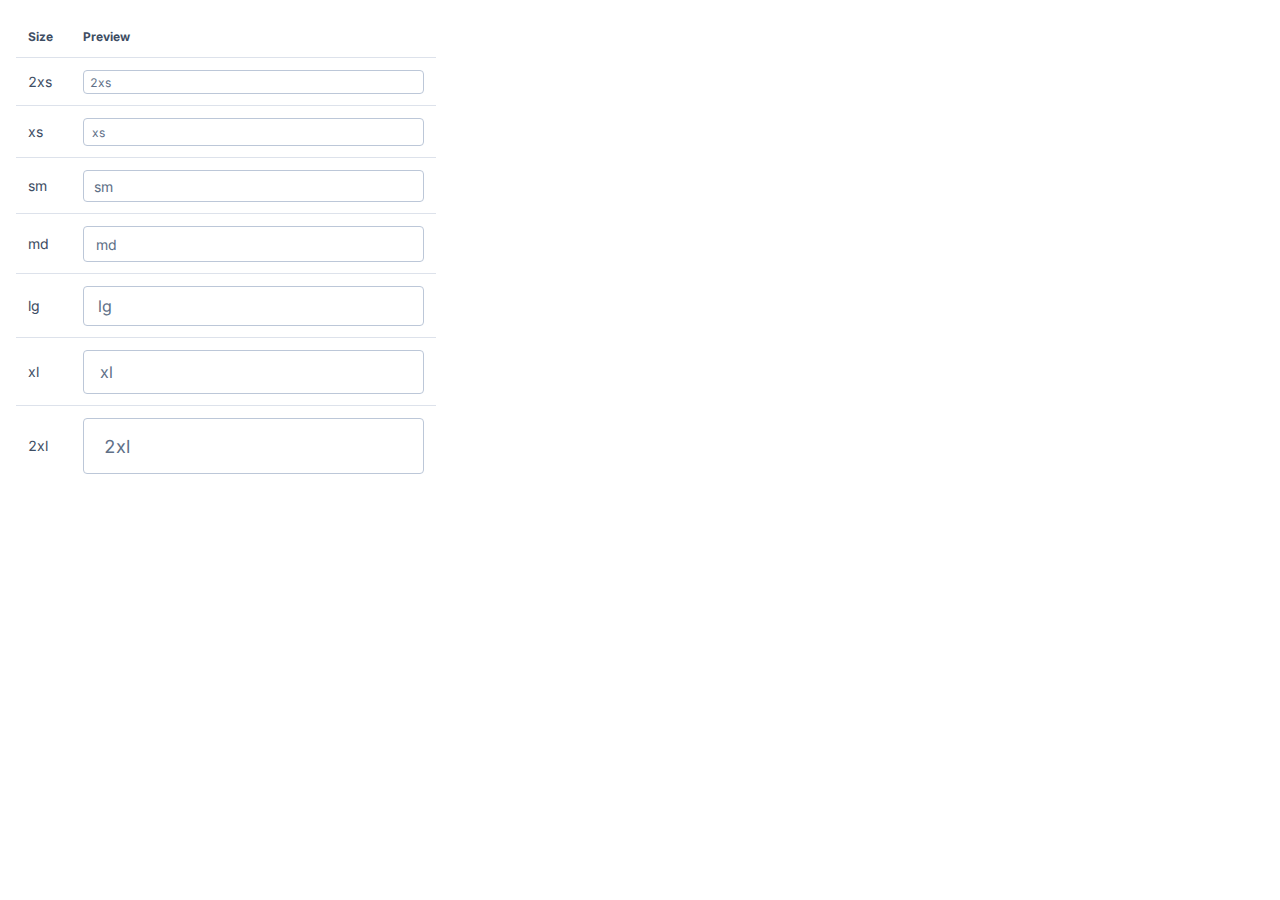 Size Preview
2xs 2xs
xs xs
sm sm
md md
lg lg
xl xl
2xl 2xl